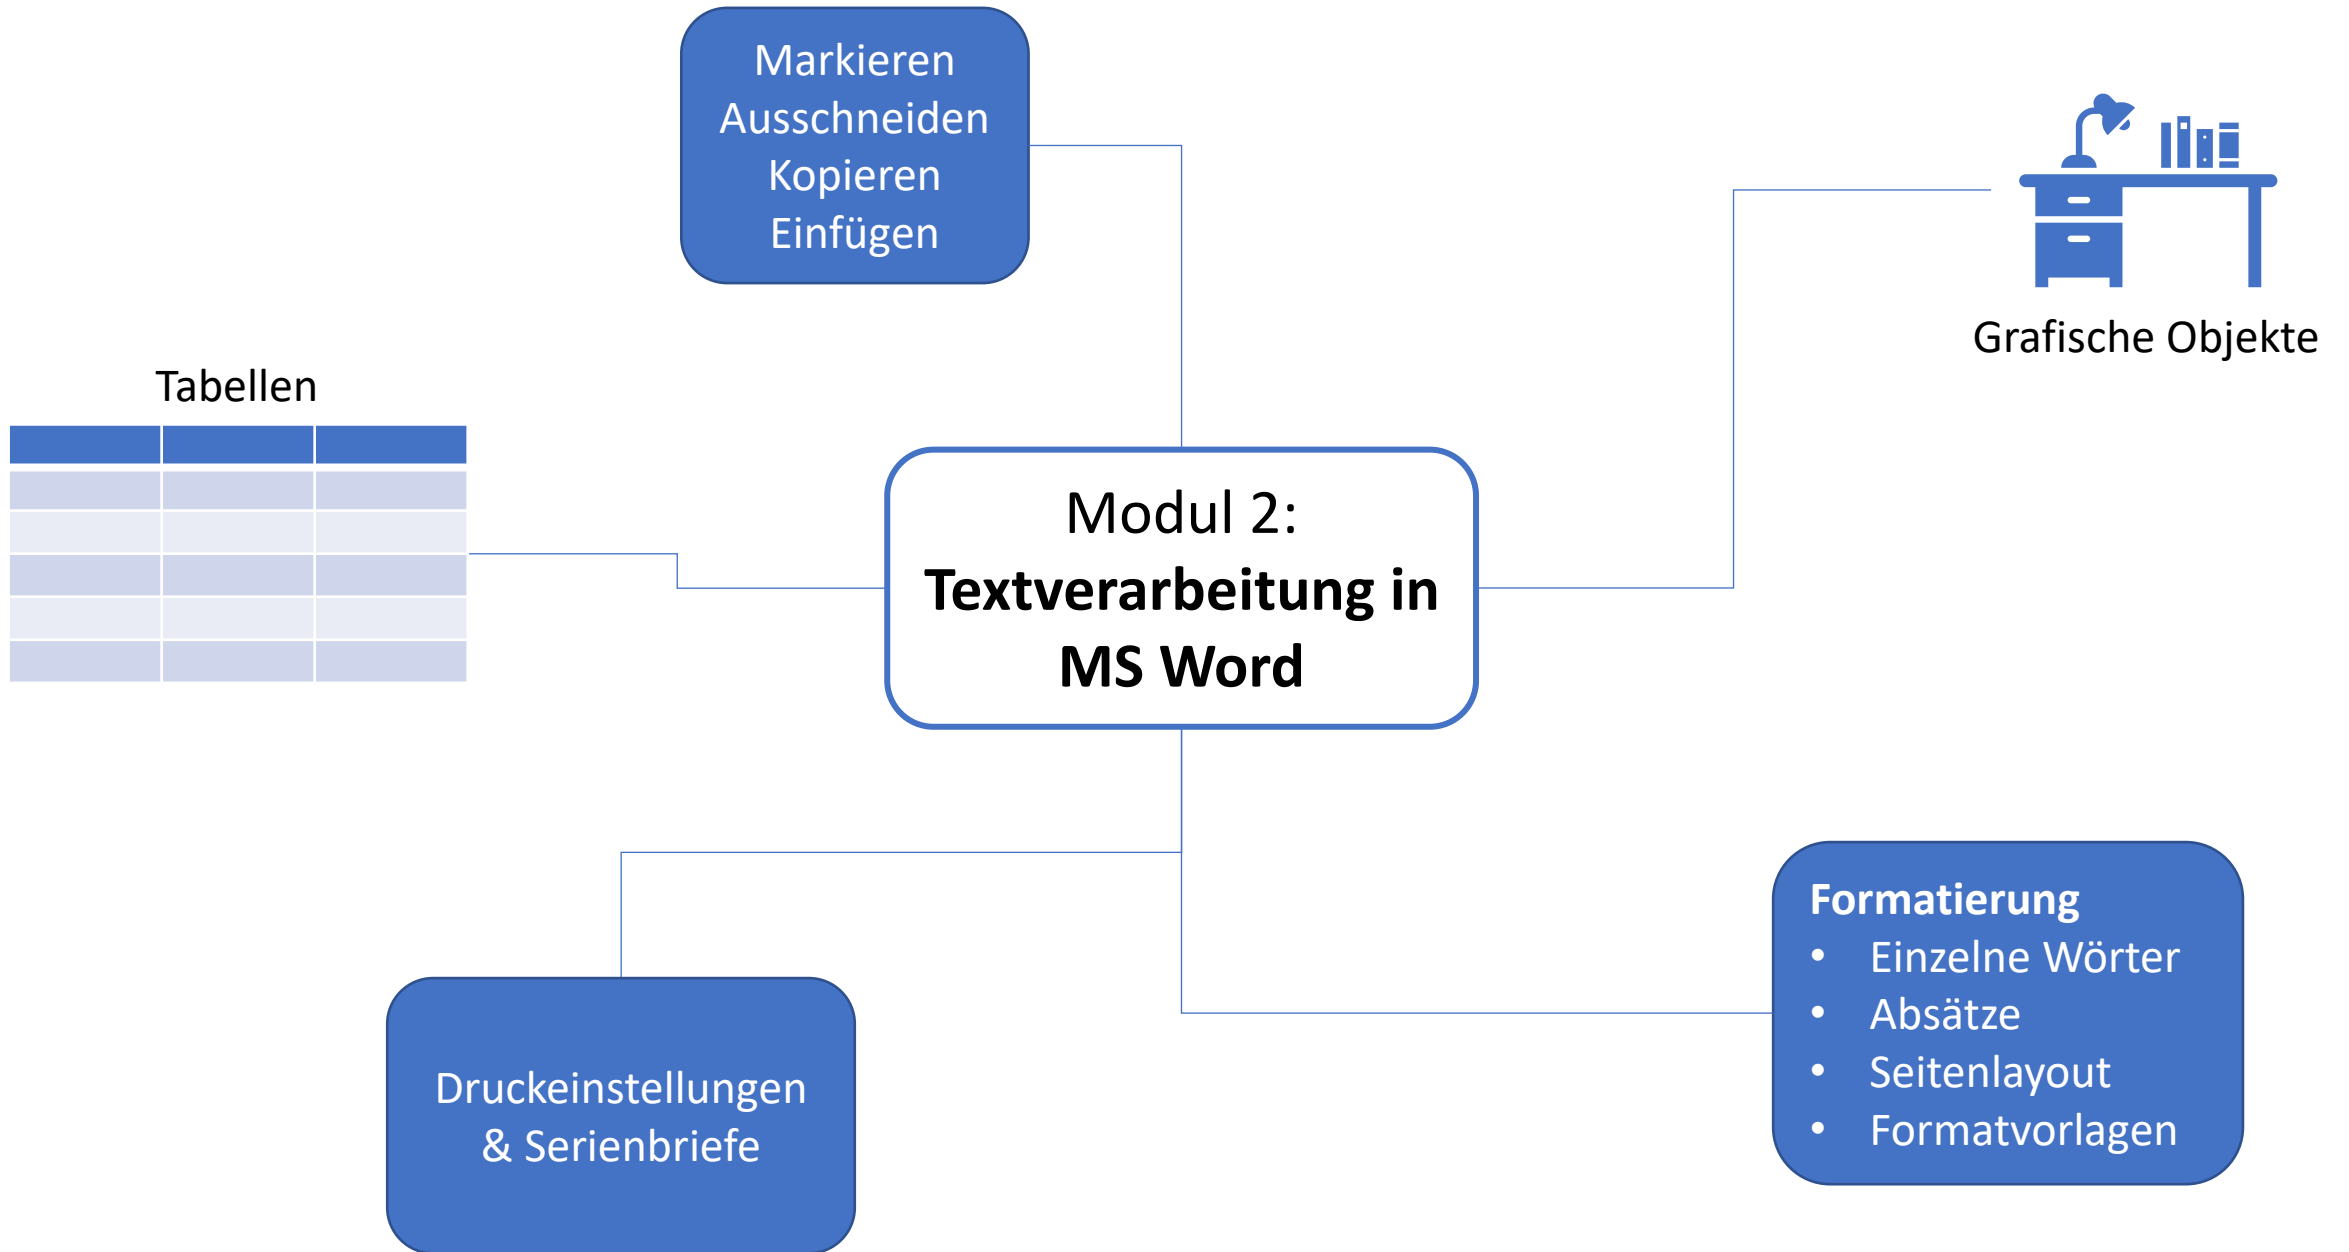 Markieren
Ausschneiden
Kopieren
Einfügen
Grafische Objekte
Tabellen
Modul 2:
Textverarbeitung in
MS Word
Formatierung
• Einzelne Wörter
• Absätze
• Seitenlayout
• Formatvorlagen
Druckeinstellungen
& Serienbriefe